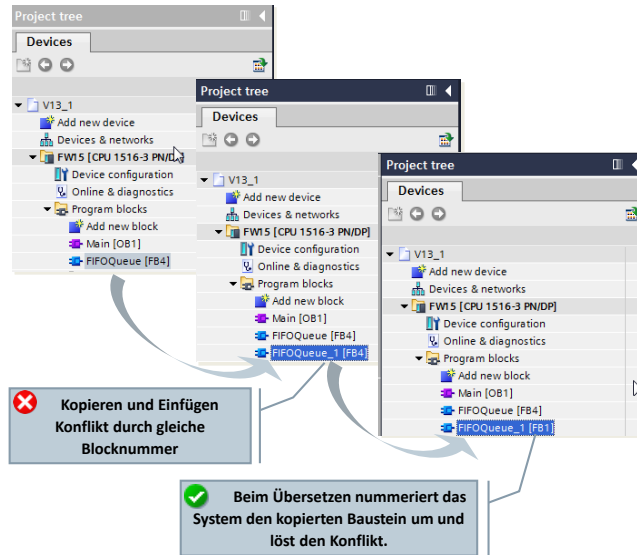 Project tree
Devices
V13_1
Add new device
Devices & networks
FW15 [CPU 1516-3 PN/DP]
Device configuration
Online & diagnostics
Program blocks
Add new block
Main [OB1]
FIFOQueue [FB4]
Project tree
Devices
V13_1
Add new device
Devices & networks
FW15 [CPU 1516-3 PN/DP]
Device configuration
Online & diagnostics
Program blocks
Add new block
Main [OB1]
FIFOQueue [FB4]
FIFOQueue_1 [FB4]
Project tree
Devices
V13_1
Add new device
Devices & networks
FW15 [CPU 1516-3 PN/DP]
Device configuration
Online & diagnostics
Program blocks
Add new block
Main [OB1]
FIFOQueue [FB4]
FIFOQueue_1 [FB1]
Kopieren und Einfügen
Konflikt durch gleiche
Blocknummer
Beim Übersetzen nummeriert das
System den kopierten Baustein um und
löst den Konflikt.